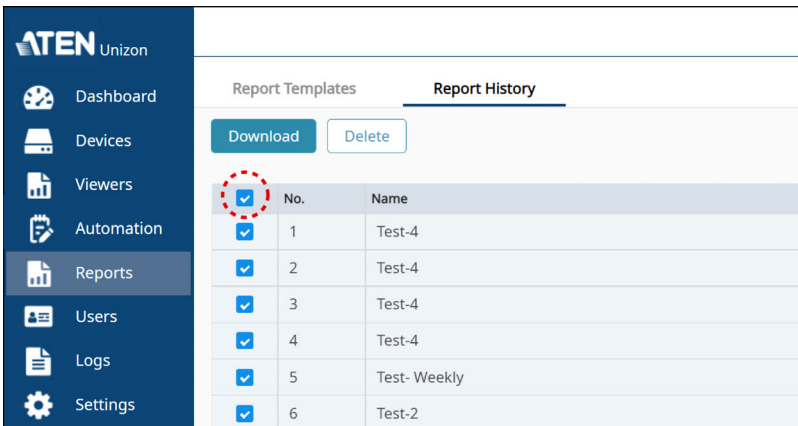 ATEN Unizon
Dashboard
Devices
Viewers
Automation
Reports
Users
Logs
Settings
Report Templates
Report History
Download
Delete
No.
Name
1
Test-4
2
Test-4
3
Test-4
4
Test-4
5
Test- Weekly
6
Test-2